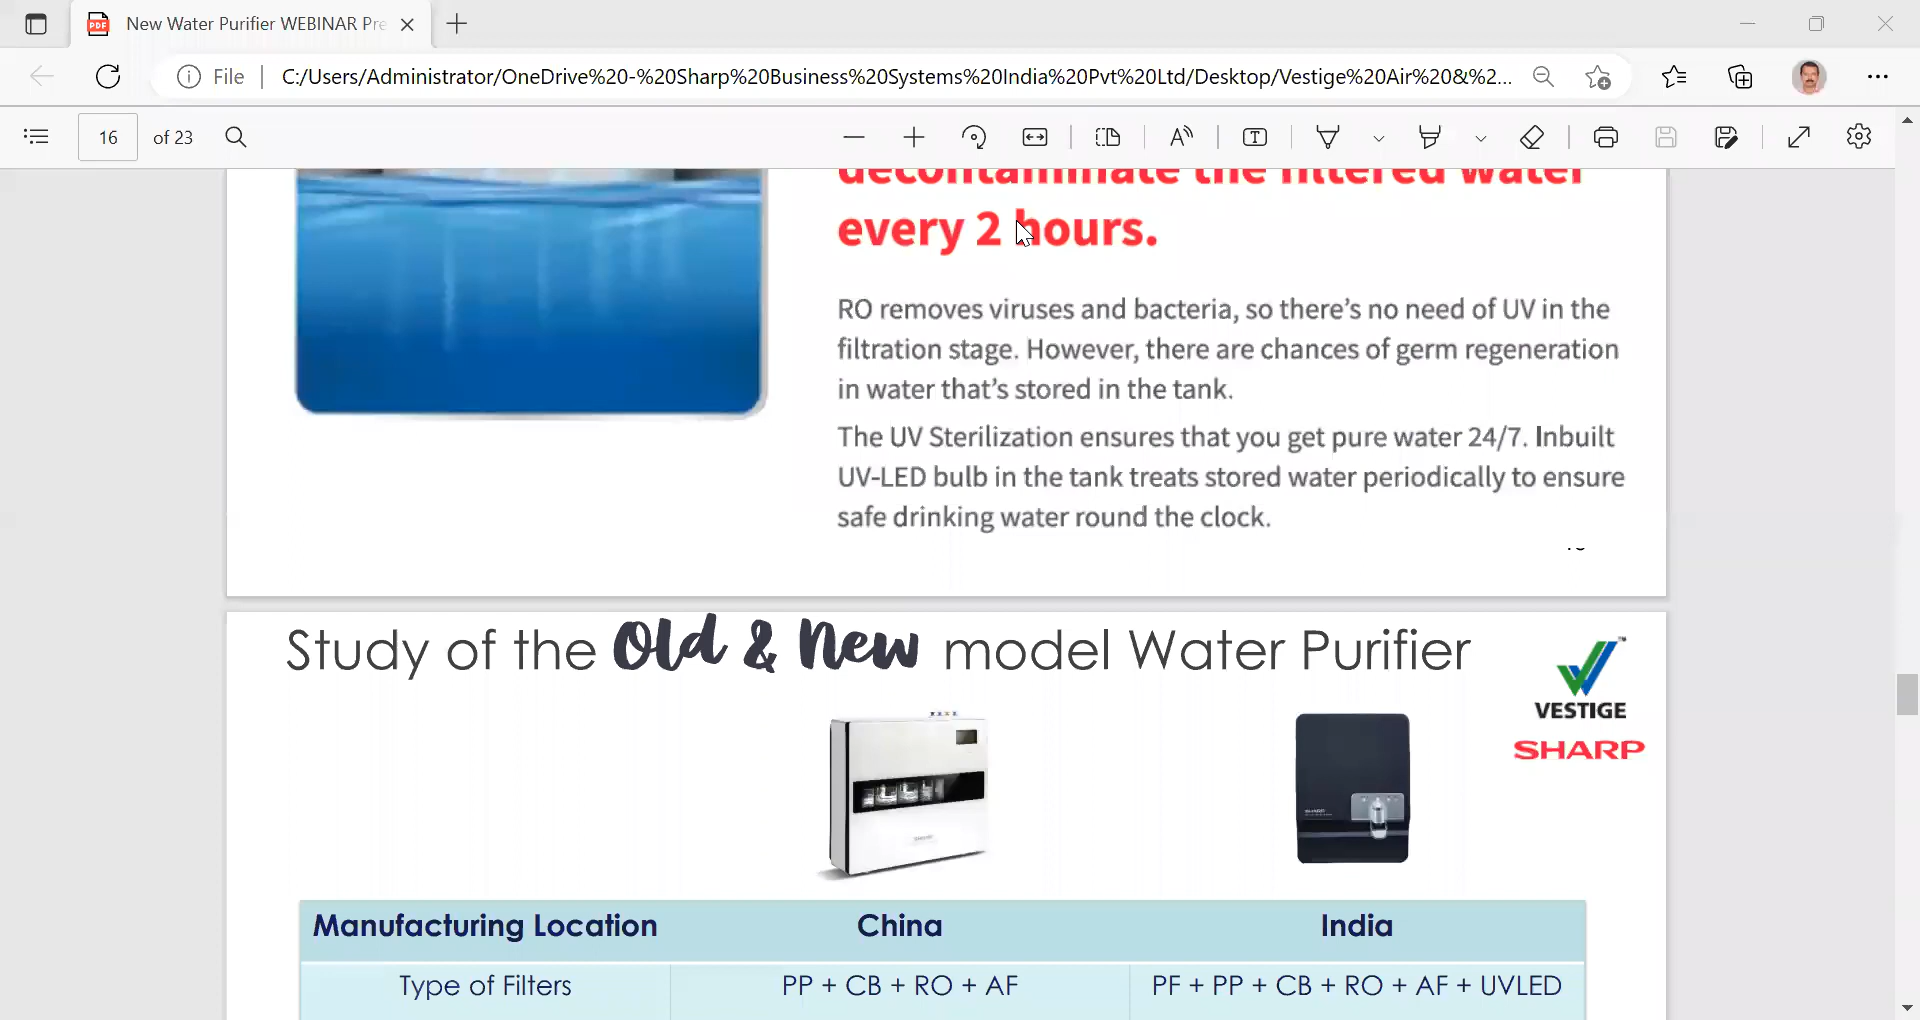 New Water Purifier WEBINAR Pre
File
C:/Users/Administrator/OneDrive%20-%20Sharp%20Business%20Systems%20India%20Pvt%20Ltd/Desktop/Vestige%20Air%20&%2...
16 of 23
decontaminate the filtered water
every 2 hours.
RO removes viruses and bacteria, so there's no need of UV in the
filtration stage. However, there are chances of germ regeneration
in water that's stored in the tank.
The UV Sterilization ensures that you get pure water 24/7. Inbuilt
UV-LED bulb in the tank treats stored water periodically to ensure
safe drinking water round the clock.
Study of the Old & New model Water Purifier
VESTIGE
SHARP
Manufacturing Location China India
Type of Filters PP + CB + RO + AF PF + PP + CB + RO + AF + UVLED